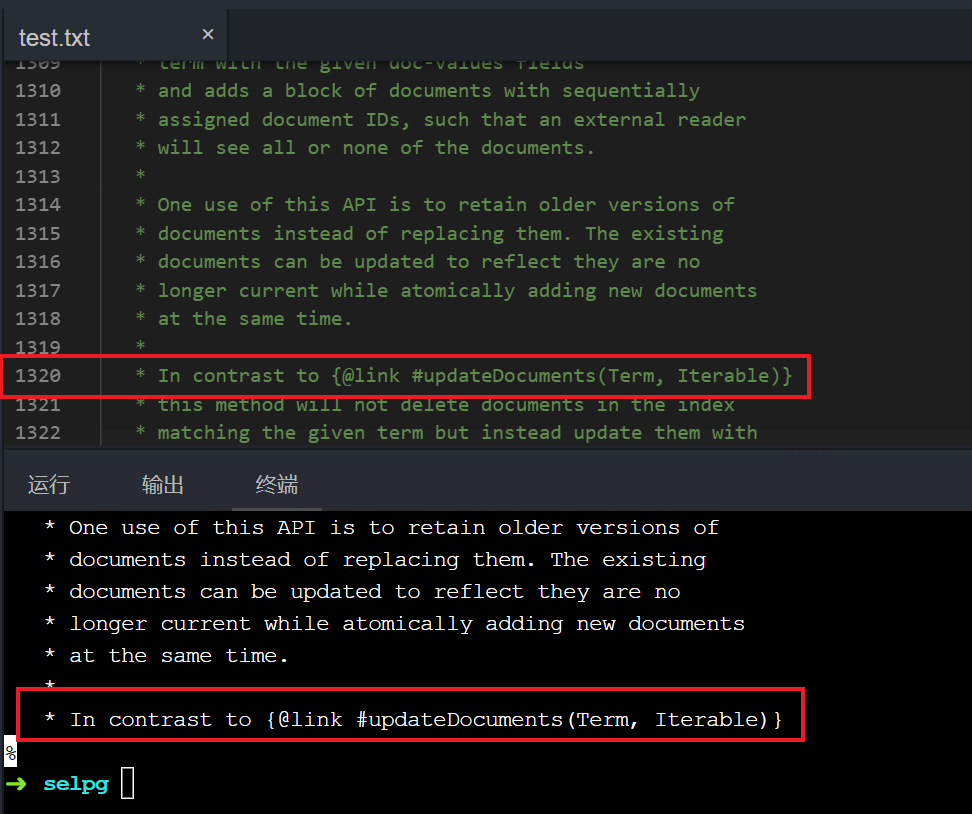 test.txt ×
1309 * term with the given doc-values fields
1310 * and adds a block of documents with sequentially
1311 * assigned document IDs, such that an external reader
1312 * will see all or none of the documents.
1313 *
1314 * One use of this API is to retain older versions of
1315 * documents instead of replacing them. The existing
1316 * documents can be updated to reflect they are no
1317 * longer current while atomically adding new documents
1318 * at the same time.
1319 *
1320 * In contrast to {@link #updateDocuments(Term, Iterable)}
1321 * this method will not delete documents in the index
1322 * matching the given term but instead update them with
运行 输出 终端
* One use of this API is to retain older versions of
* documents instead of replacing them. The existing
* documents can be updated to reflect they are no
* longer current while atomically adding new documents
* at the same time.
*
* In contrast to {@link #updateDocuments(Term, Iterable)}
%
➜ selpg